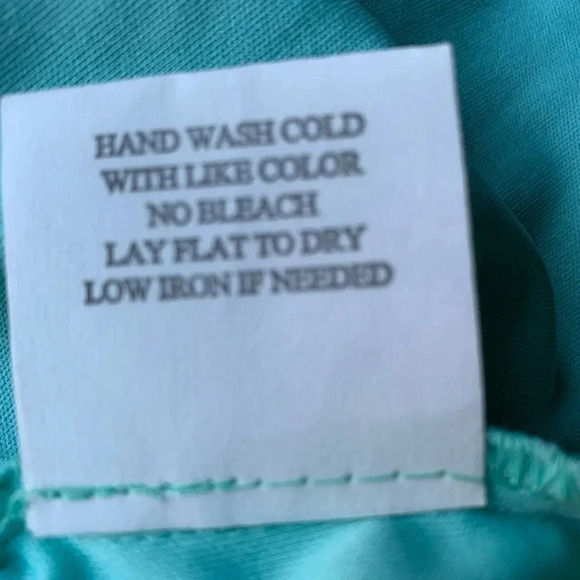 HAND WASH COLD
WITH LIKE COLOR
NO BLEACH
LAY FLAT TO DRY
LOW IRON IF NEEDED